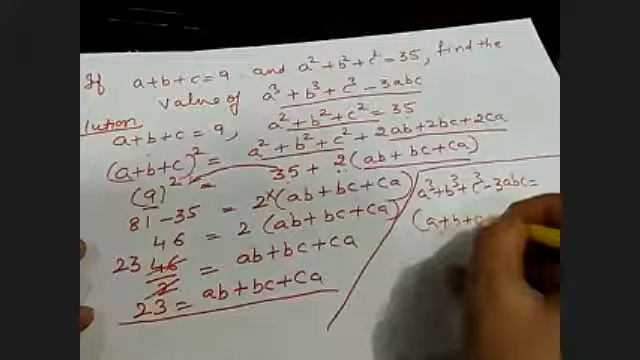 If a+b+c=9 and a²+b²+c²=35, find the
value of a³+b³+c³-3abc
lution a+b+c=9, a²+b²+c²=35
(a+b+c)²= a²+b²+c²+2ab+2bc+2ca
(9)² = 35+2(ab+bc+ca)
81-35 = 2×(ab+bc+ca)
46 = 2(ab+bc+ca)
23 46/2 = ab+bc+ca
23 = ab+bc+ca
a³+b³+c³-3abc=
(a+b+c